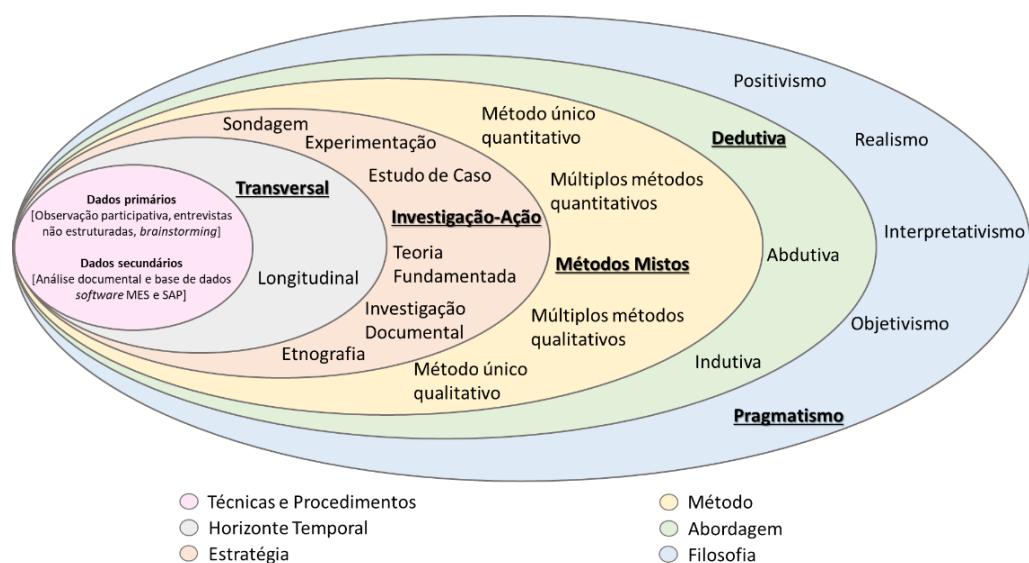 Positivismo
Realismo
Interpretativismo
Objetivismo
Pragmatismo
Dedutiva
Abdutiva
Indutiva
Método único
quantitativo
Múltiplos métodos
quantitativos
Métodos Mistos
Múltiplos métodos
qualitativos
Método único
qualitativo
Sondagem
Experimentação
Estudo de Caso
Investigação-Ação
Teoria
Fundamentada
Investigação
Documental
Etnografia
Transversal
Longitudinal
Dados primários
[Observação participativa, entrevistas
não estruturadas, brainstorming]
Dados secundários
[Análise documental e base de dados
software MES e SAP]
Técnicas e Procedimentos
Horizonte Temporal
Estratégia
Método
Abordagem
Filosofia